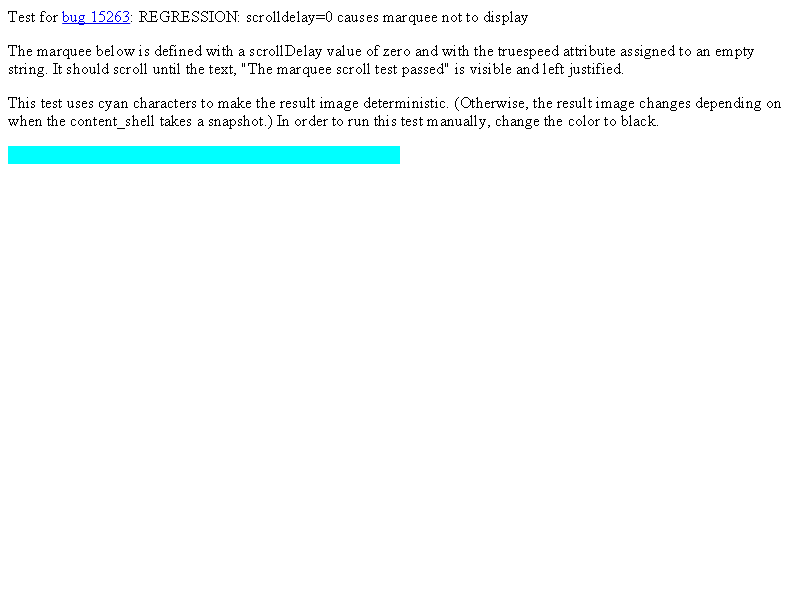 Test for bug 15263: REGRESSION: scrolldelay=0 causes marquee not to display
The marquee below is defined with a scrollDelay value of zero and with the truespeed attribute assigned to an empty
string. It should scroll until the text, "The marquee scroll test passed" is visible and left justified.
This test uses cyan characters to make the result image deterministic. (Otherwise, the result image changes depending on
when the content_shell takes a snapshot.) In order to run this test manually, change the color to black.